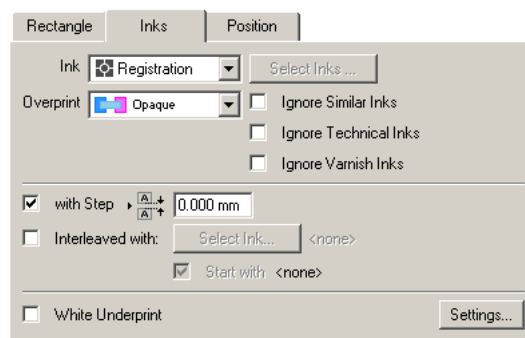 Rectangle Inks Position
Ink Registration Select Inks ...
Overprint Opaque Ignore Similar Inks
Ignore Technical Inks
Ignore Varnish Inks
with Step A A 0.000 mm
Interleaved with: Select Ink... <none>
Start with <none>
White Underprint Settings...